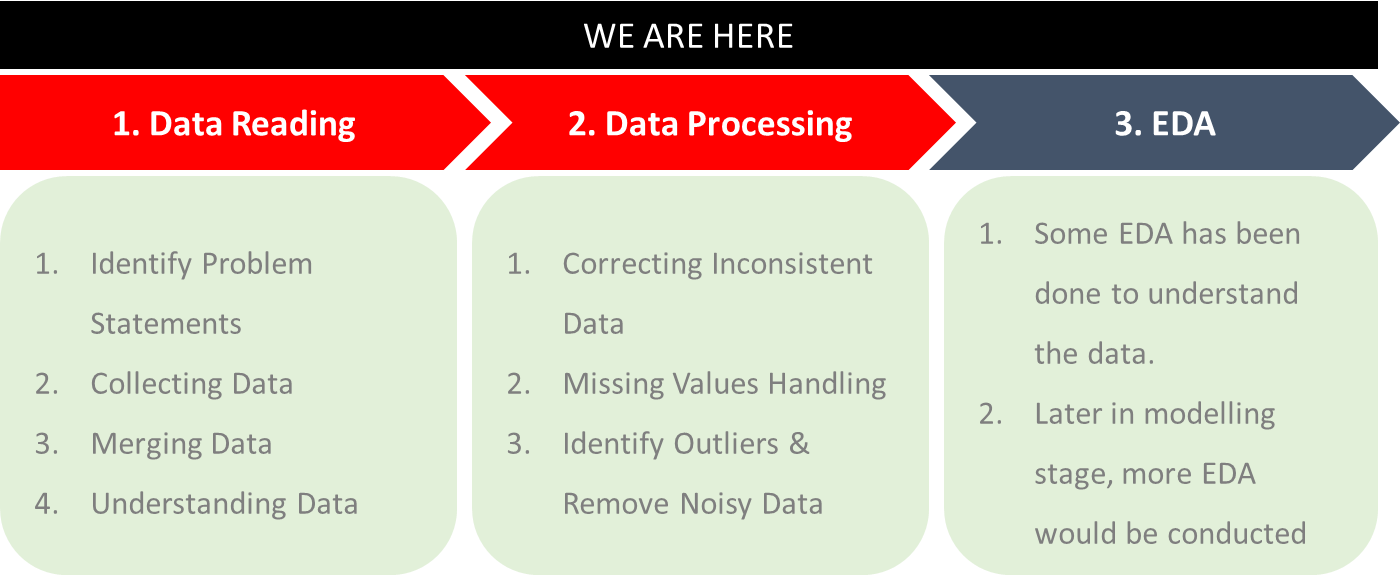 WE ARE HERE
1. Data Reading
2. Data Processing
3. EDA
1. Identify Problem
Statements
2. Collecting Data
3. Merging Data
4. Understanding Data
1. Correcting Inconsistent
Data
2. Missing Values Handling
3. Identify Outliers &
Remove Noisy Data
1. Some EDA has been
done to understand
the data.
2. Later in modelling
stage, more EDA
would be conducted